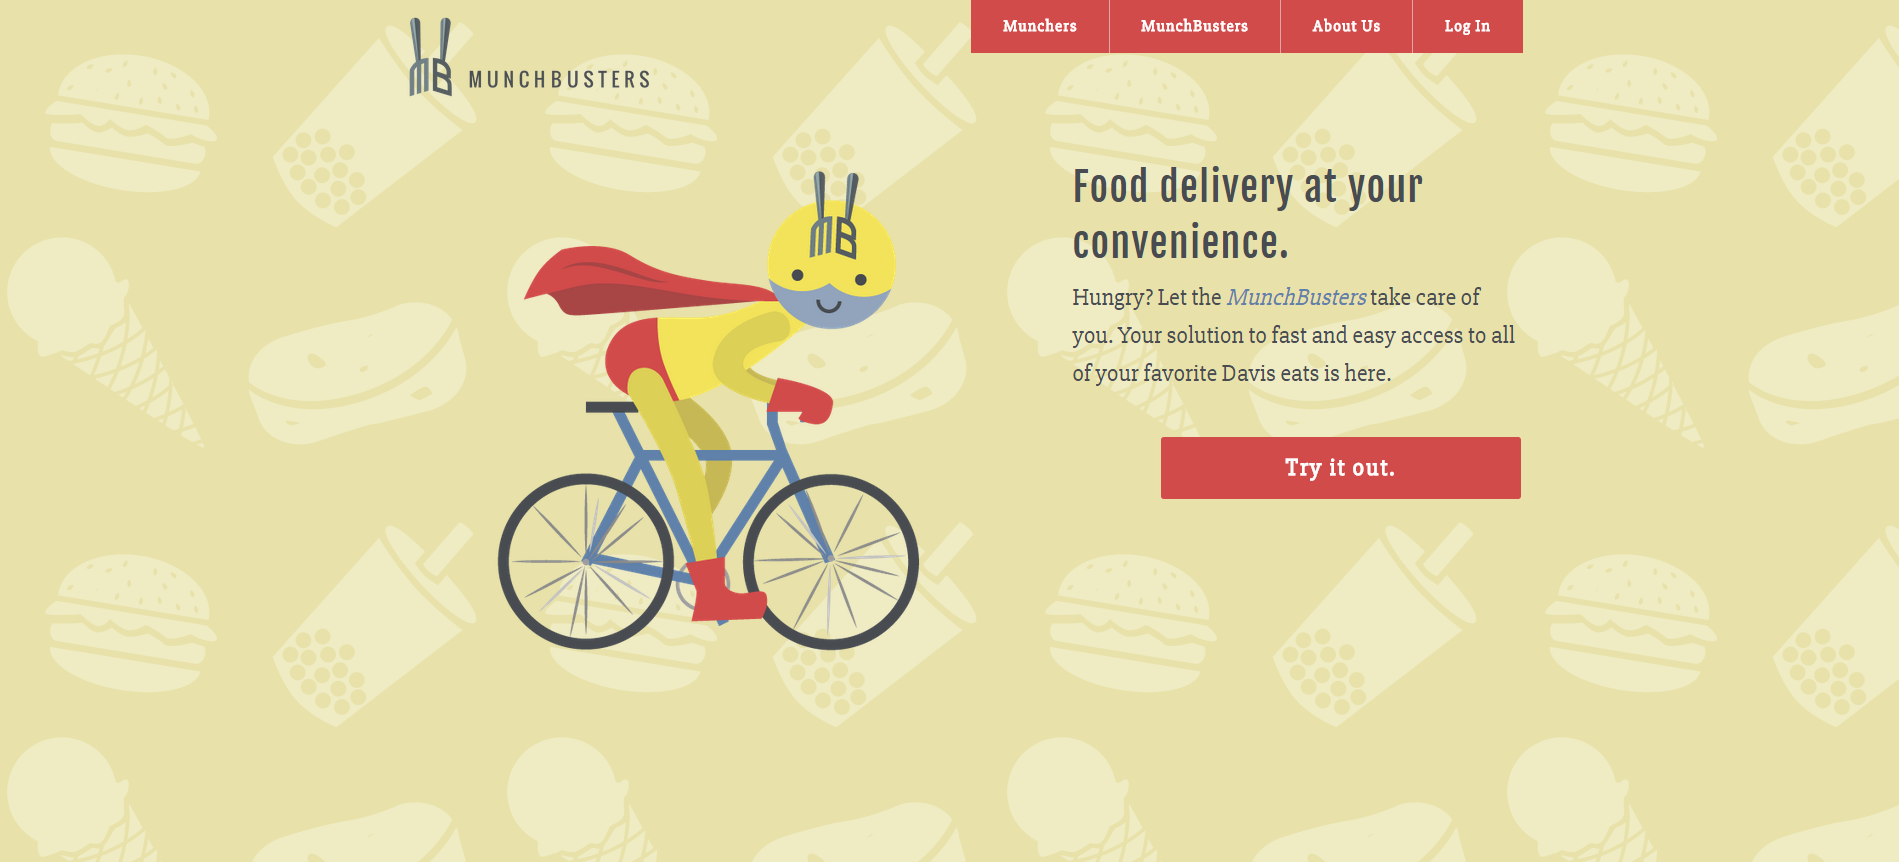 MB MUNCHBUSTERS
Munchers MunchBusters About Us Log In
MB
Food delivery at your
convenience.
Hungry? Let the MunchBusters take care of
you. Your solution to fast and easy access to all
of your favorite Davis eats is here.
Try it out.